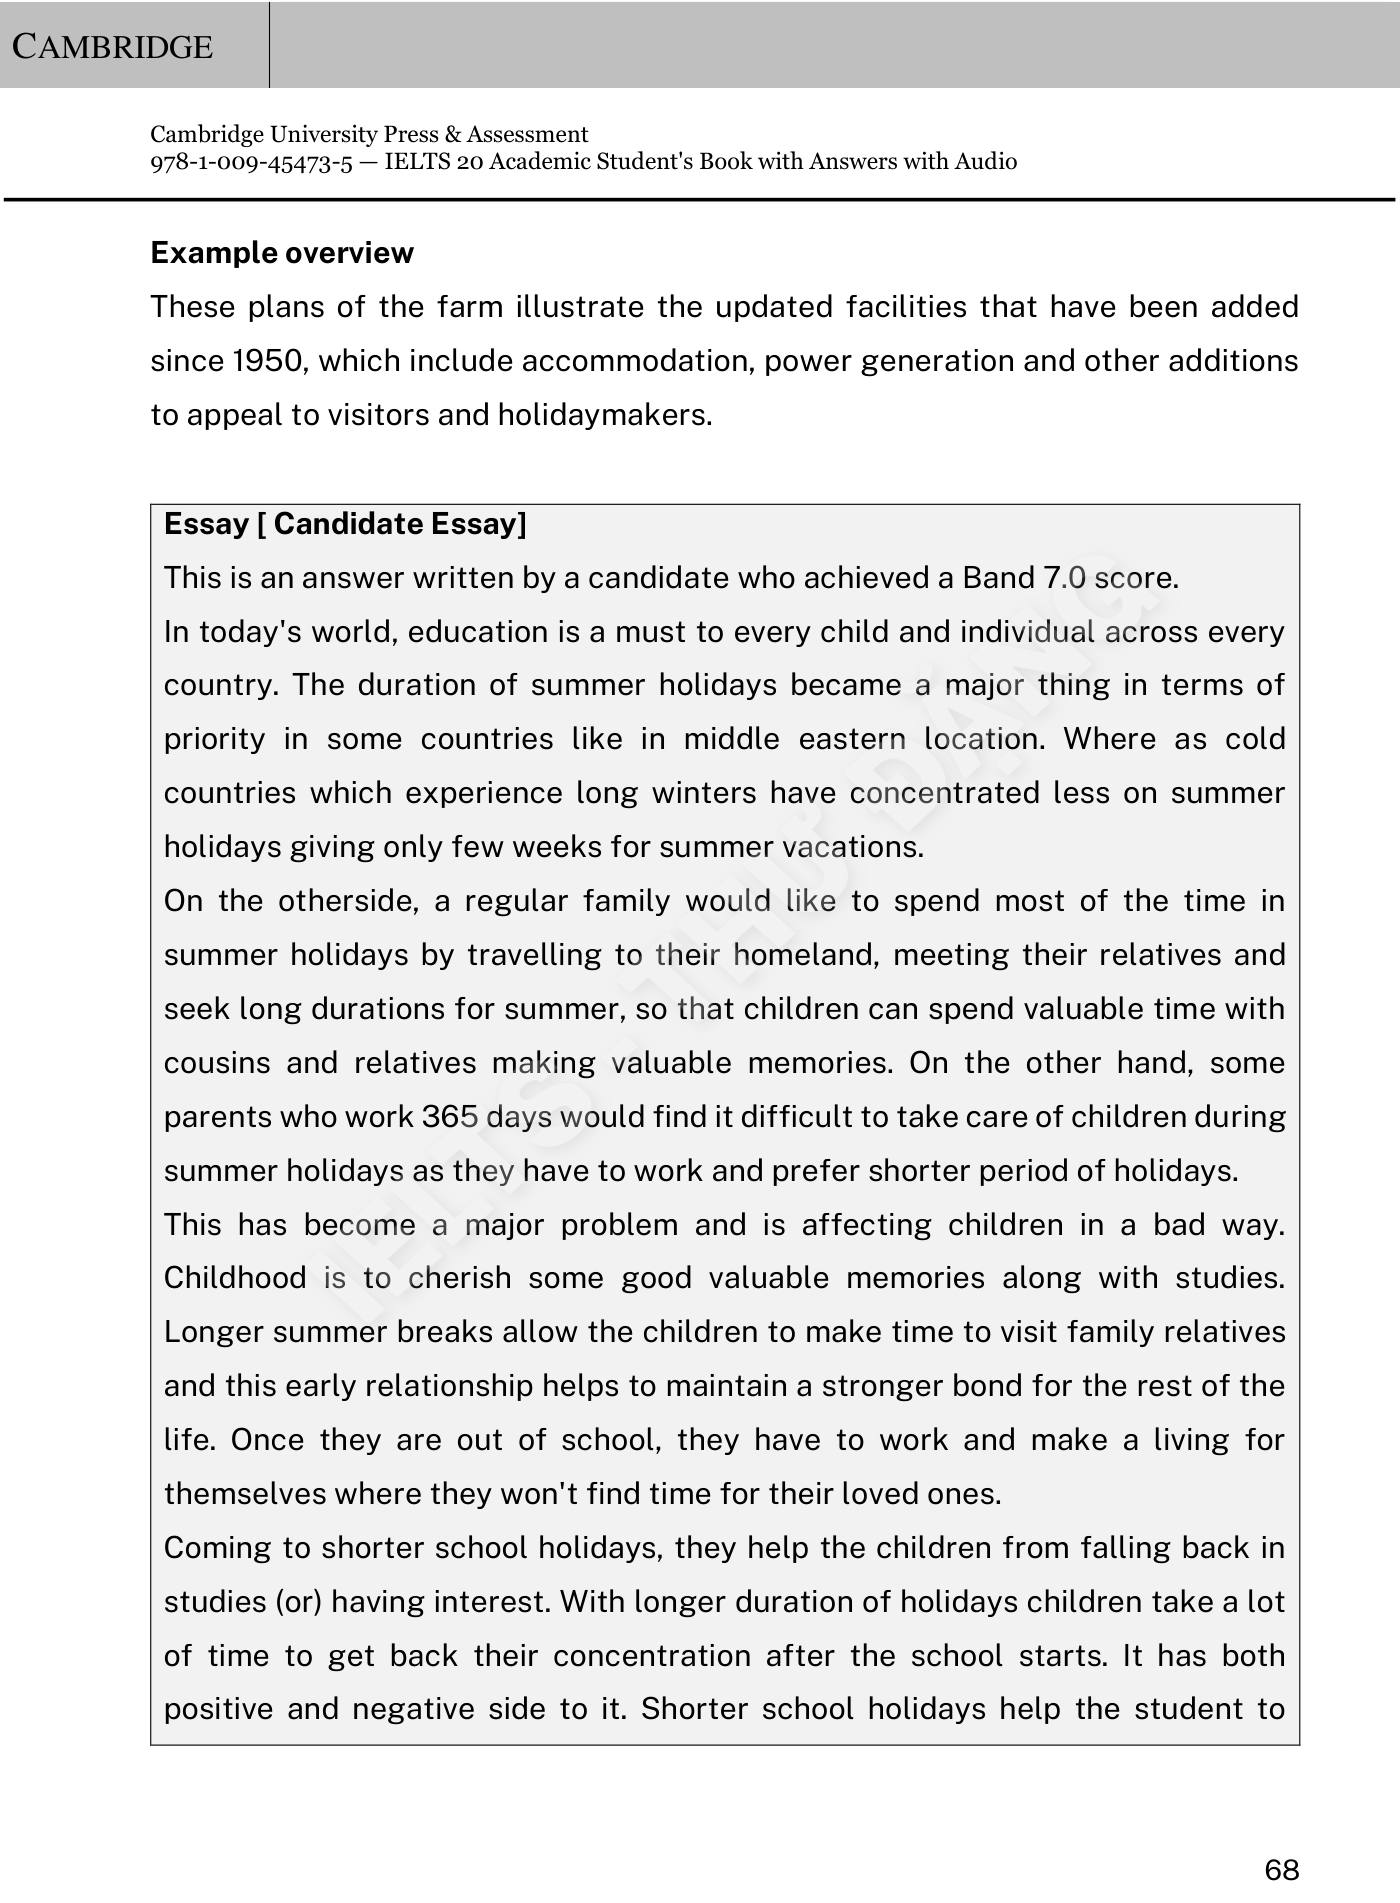 CAMBRIDGE
Cambridge University Press & Assessment
978-1-009-45473-5 — IELTS 20 Academic Student's Book with Answers with Audio
Example overview
These plans of the farm illustrate the updated facilities that have been added
since 1950, which include accommodation, power generation and other additions
to appeal to visitors and holidaymakers.
Essay [ Candidate Essay]
This is an answer written by a candidate who achieved a Band 7.0 score.
In today's world, education is a must to every child and individual across every
country. The duration of summer holidays became a major thing in terms of
priority in some countries like in middle eastern location. Where as cold
countries which experience long winters have concentrated less on summer
holidays giving only few weeks for summer vacations.
On the otherside, a regular family would like to spend most of the time in
summer holidays by travelling to their homeland, meeting their relatives and
seek long durations for summer, so that children can spend valuable time with
cousins and relatives making valuable memories. On the other hand, some
parents who work 365 days would find it difficult to take care of children during
summer holidays as they have to work and prefer shorter period of holidays.
This has become a major problem and is affecting children in a bad way.
Childhood is to cherish some good valuable memories along with studies.
Longer summer breaks allow the children to make time to visit family relatives
and this early relationship helps to maintain a stronger bond for the rest of the
life. Once they are out of school, they have to work and make a living for
themselves where they won't find time for their loved ones.
Coming to shorter school holidays, they help the children from falling back in
studies (or) having interest. With longer duration of holidays children take a lot
of time to get back their concentration after the school starts. It has both
positive and negative side to it. Shorter school holidays help the student to
IELTS - THƯ ĐẶNG
68